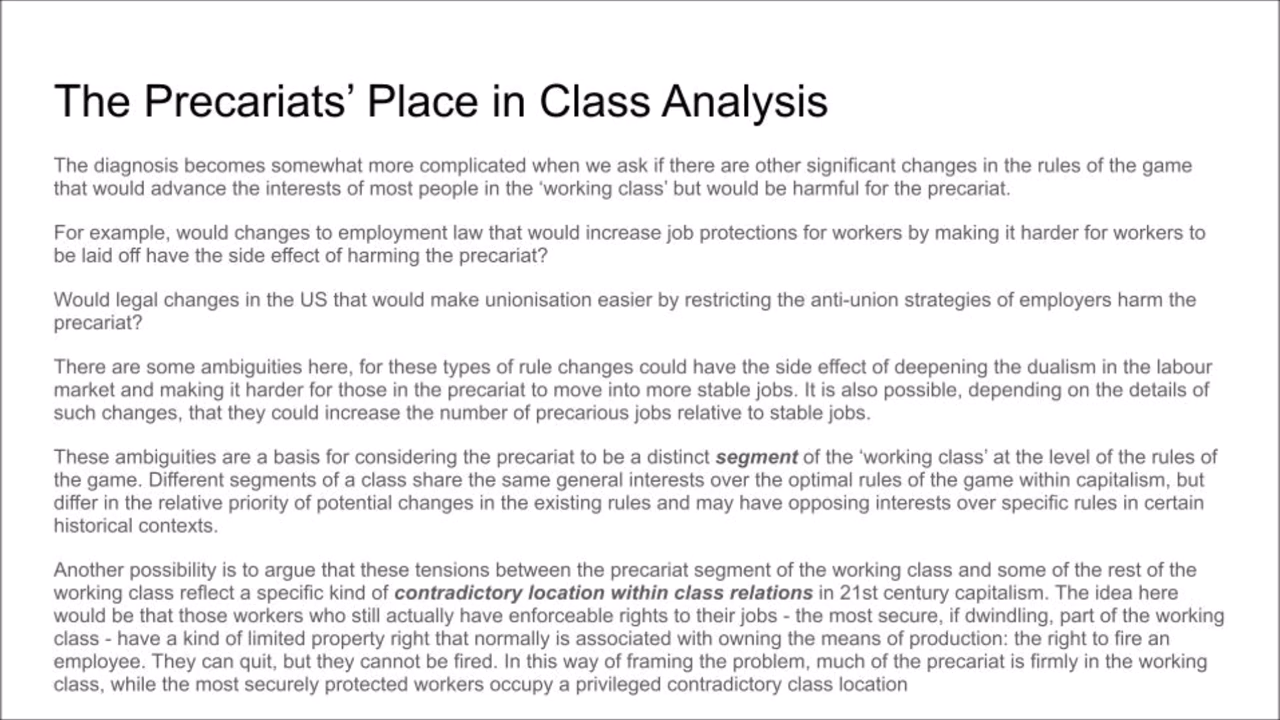 The Precariats’ Place in Class Analysis
The diagnosis becomes somewhat more complicated when we ask if there are other significant changes in the rules of the game
that would advance the interests of most people in the ‘working class’ but would be harmful for the precariat.
For example, would changes to employment law that would increase job protections for workers by making it harder for workers to
be laid off have the side effect of harming the precariat?
Would legal changes in the US that would make unionisation easier by restricting the anti-union strategies of employers harm the
precariat?
There are some ambiguities here, for these types of rule changes could have the side effect of deepening the dualism in the labour
market and making it harder for those in the precariat to move into more stable jobs. It is also possible, depending on the details of
such changes, that they could increase the number of precarious jobs relative to stable jobs.
These ambiguities are a basis for considering the precariat to be a distinct segment of the ‘working class’ at the level of the rules of
the game. Different segments of a class share the same general interests over the optimal rules of the game within capitalism, but
differ in the relative priority of potential changes in the existing rules and may have opposing interests over specific rules in certain
historical contexts.
Another possibility is to argue that these tensions between the precariat segment of the working class and some of the rest of the
working class reflect a specific kind of contradictory location within class relations in 21st century capitalism. The idea here
would be that those workers who still actually have enforceable rights to their jobs - the most secure, if dwindling, part of the working
class - have a kind of limited property right that normally is associated with owning the means of production: the right to fire an
employee. They can quit, but they cannot be fired. In this way of framing the problem, much of the precariat is firmly in the working
class, while the most securely protected workers occupy a privileged contradictory class location